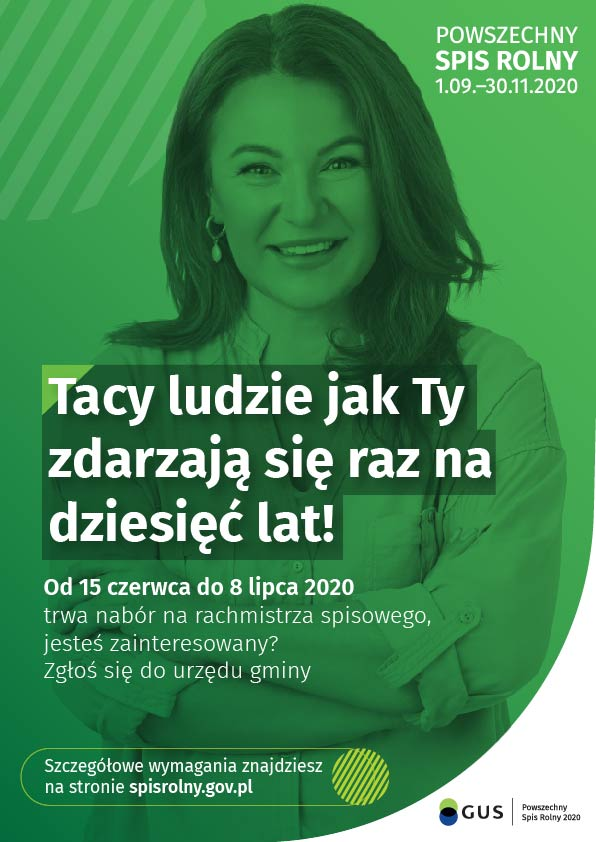 POWSZECHNY
SPIS ROLNY
1.09.–30.11.2020
Tacy ludzie jak Ty
zdarzają się raz na
dziesięć lat!
Od 15 czerwca do 8 lipca 2020
trwa nabór na rachmistrza spisowego,
jesteś zainteresowany?
Zgłoś się do urzędu gminy
Szczegółowe wymagania znajdziesz
na stronie spisrolny.gov.pl
GUS
Powszechny
Spis Rolny 2020